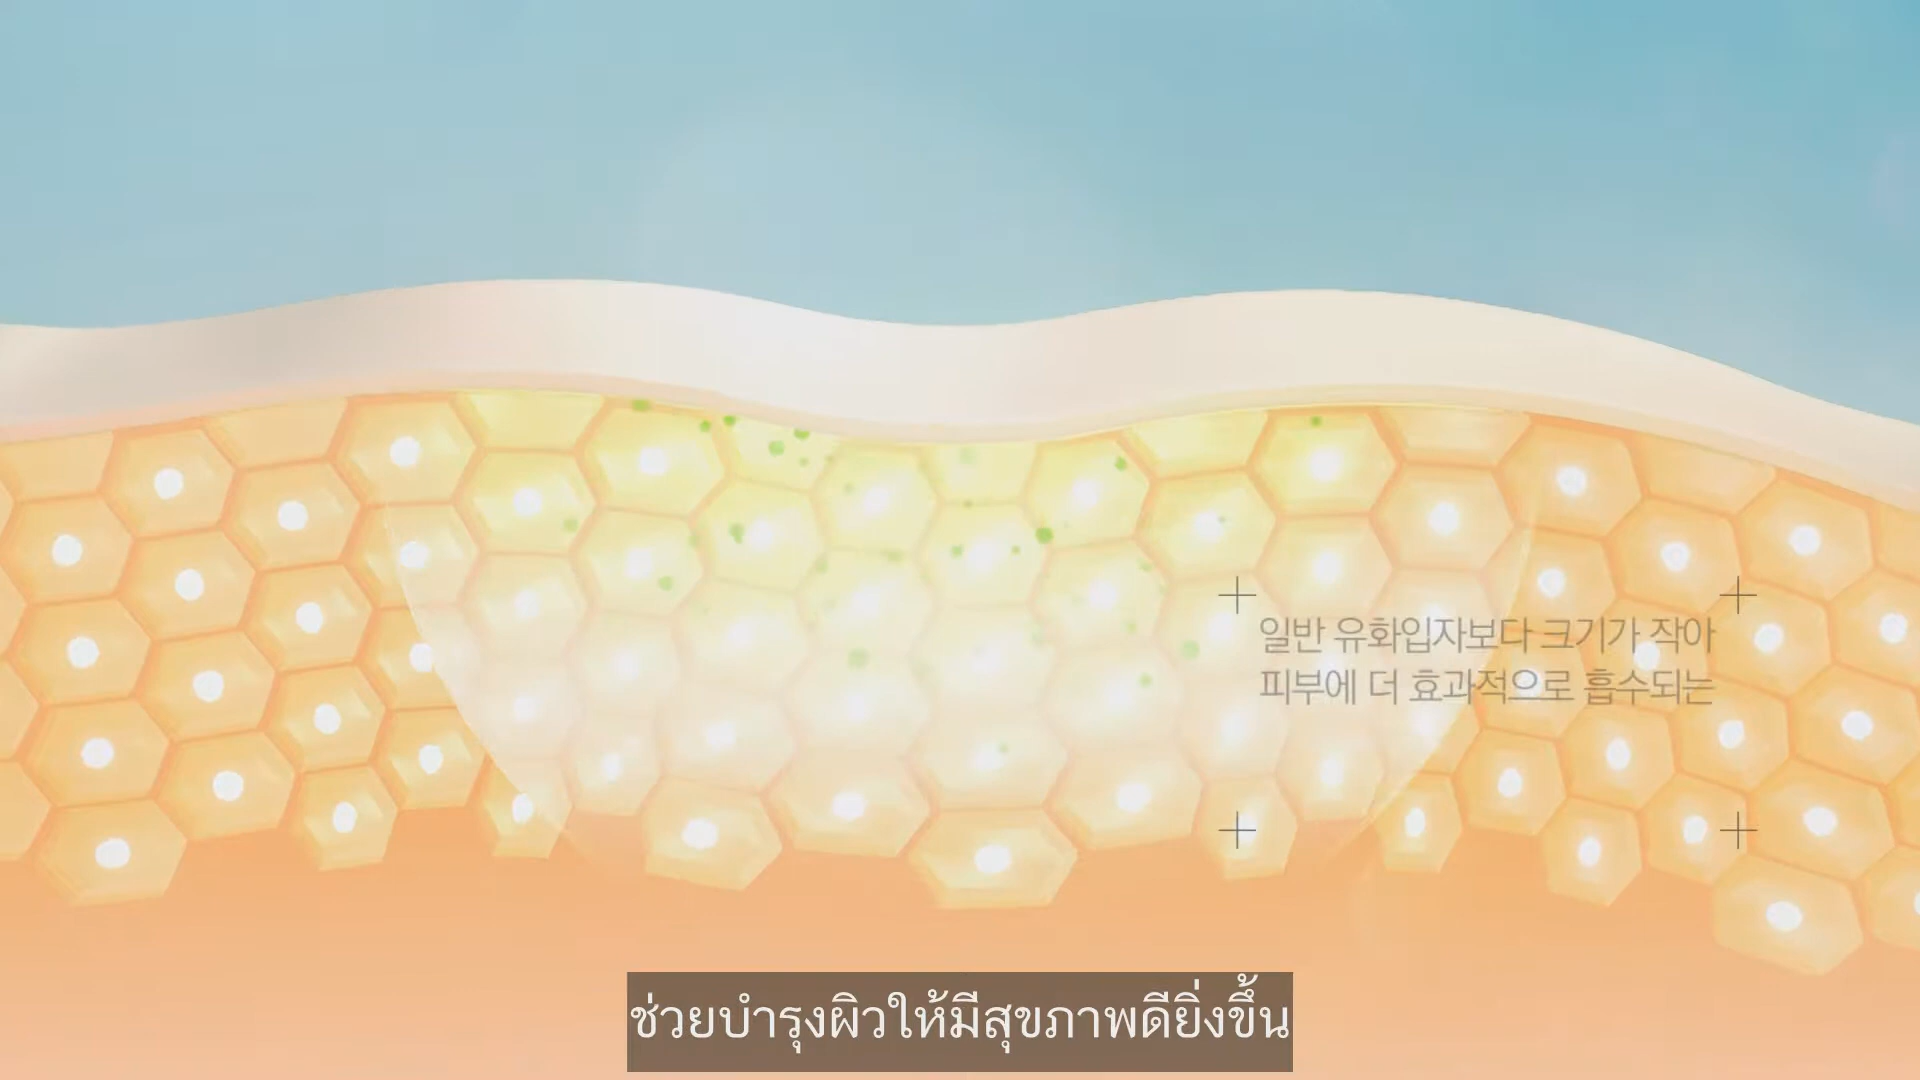 일반 유화입자보다 크기가 작아
피부에 더 효과적으로 흡수되는
ช่วยบำรุงผิวให้มีสุขภาพดียิ่งขึ้น